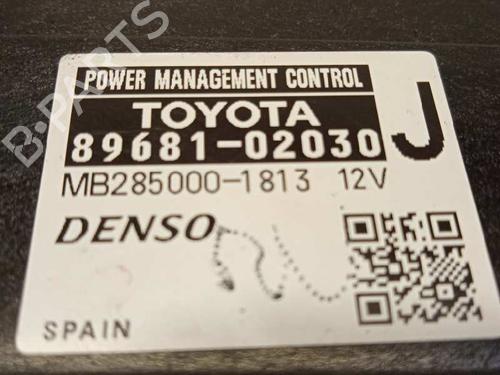 B-PARTS
POWER MANAGEMENT CONTROL
TOYOTA
89681-02030
J
MB285000-1813 12V
DENSO
SPAIN